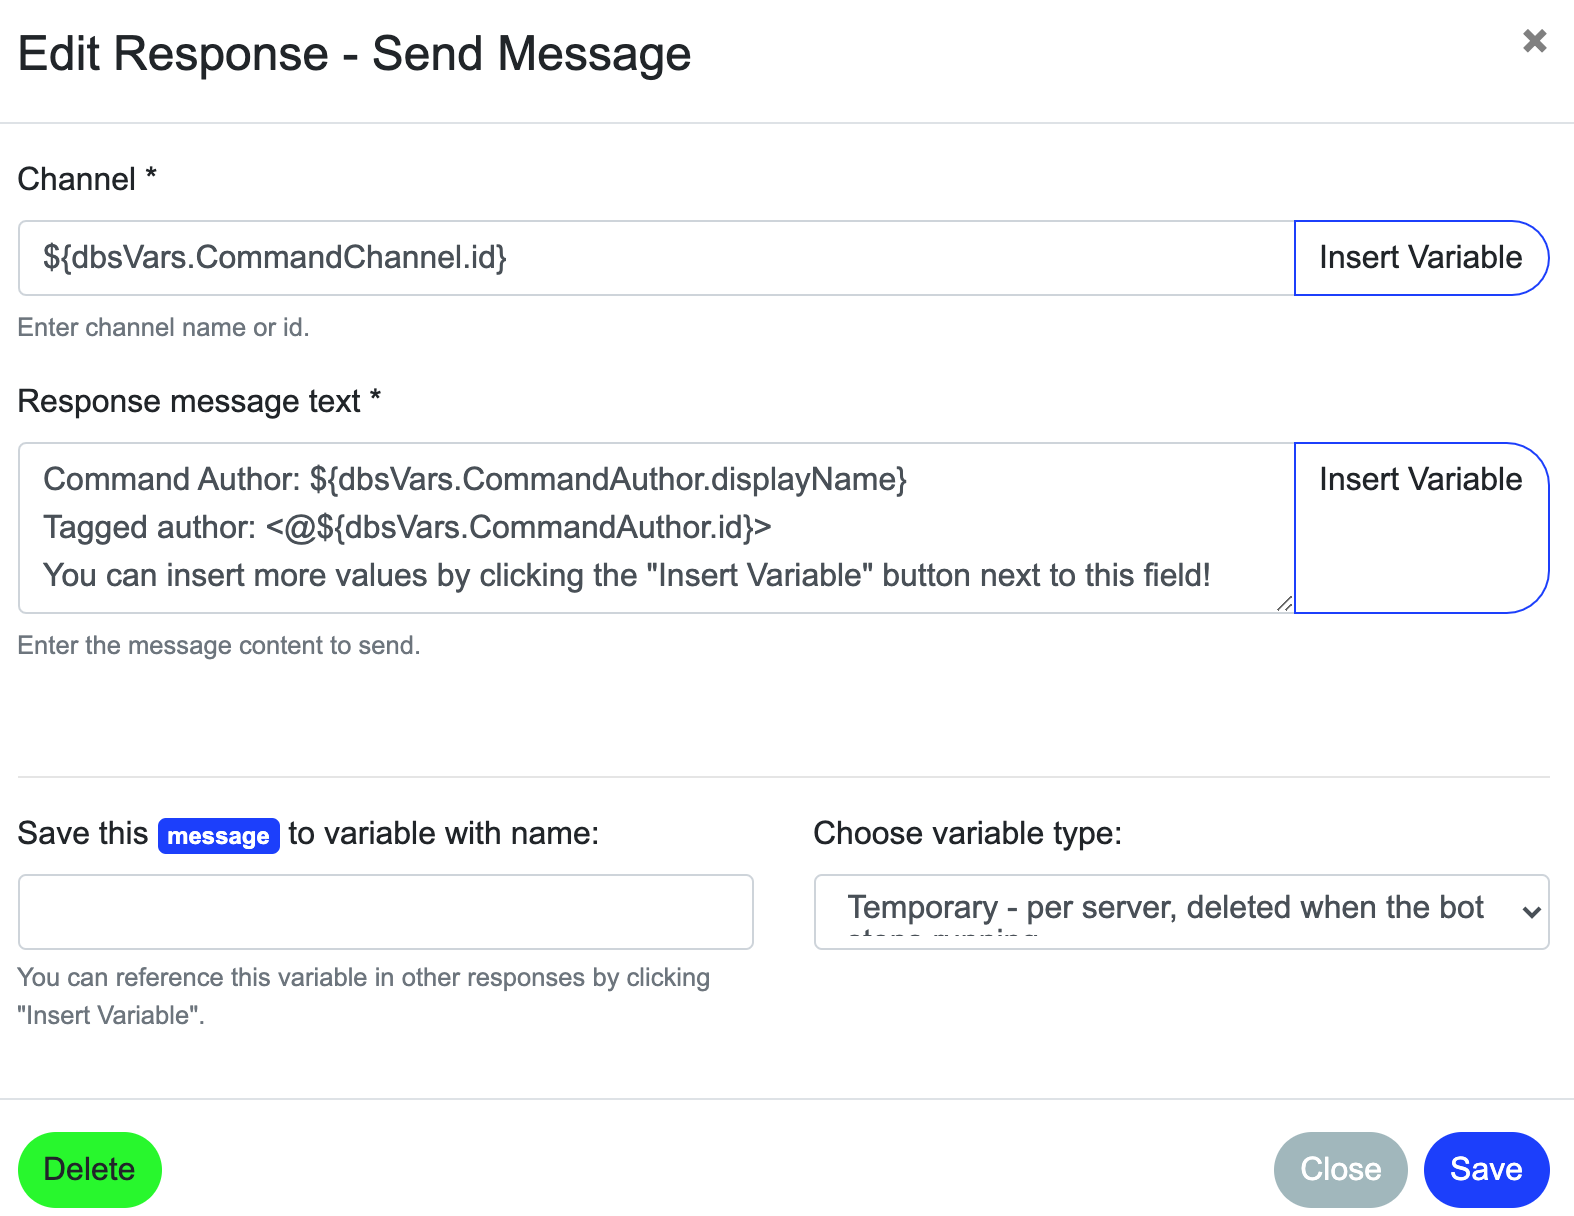 Edit Response - Send Message
Channel *
${dbsVars.CommandChannel.id}
Insert Variable
Enter channel name or id.
Response message text *
Command Author: ${dbsVars.CommandAuthor.displayName}
Tagged author: <@${dbsVars.CommandAuthor.id}>
You can insert more values by clicking the "Insert Variable" button next to this field!
Insert Variable
Enter the message content to send.
Save this message to variable with name:
You can reference this variable in other responses by clicking
"Insert Variable".
Choose variable type:
Temporary - per server, deleted when the bot
Delete
Close
Save